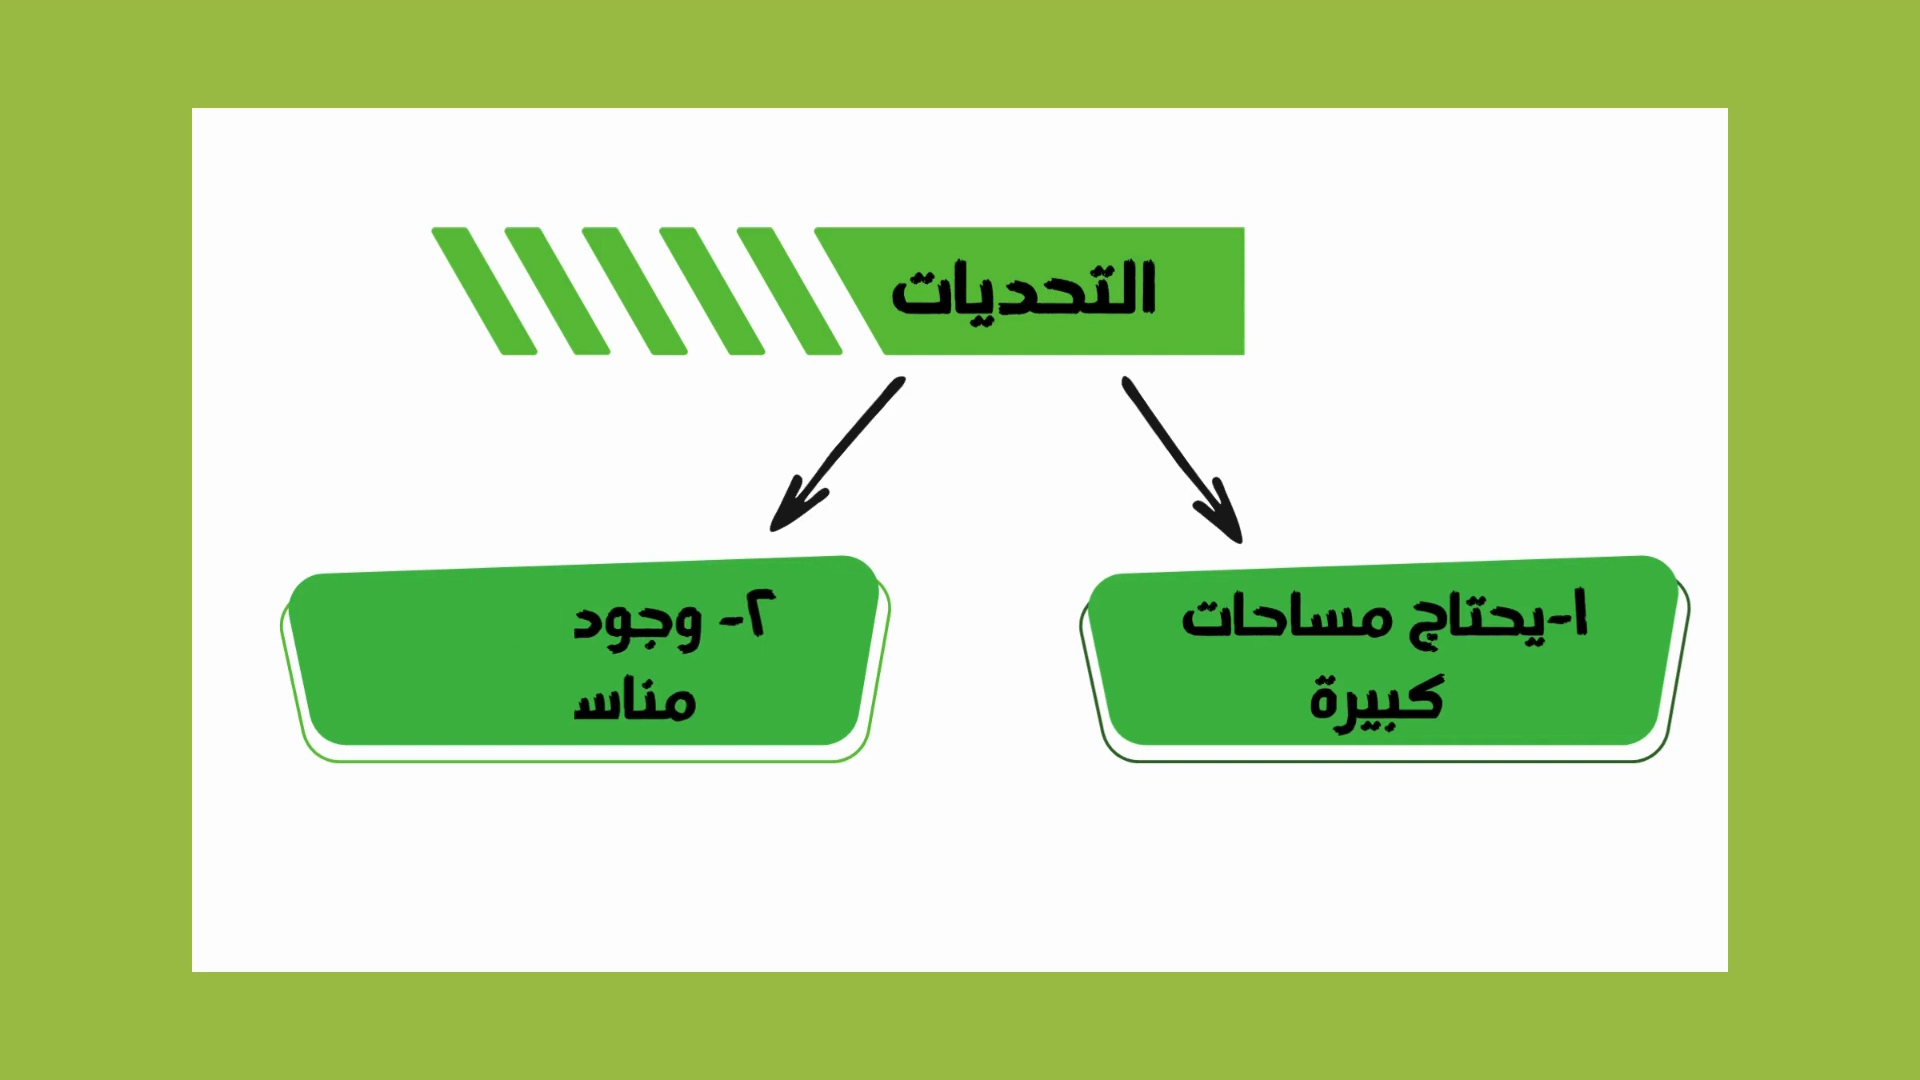 التحديات
١-يحتاج مساحات
كبيرة
٢- وجود
مناس